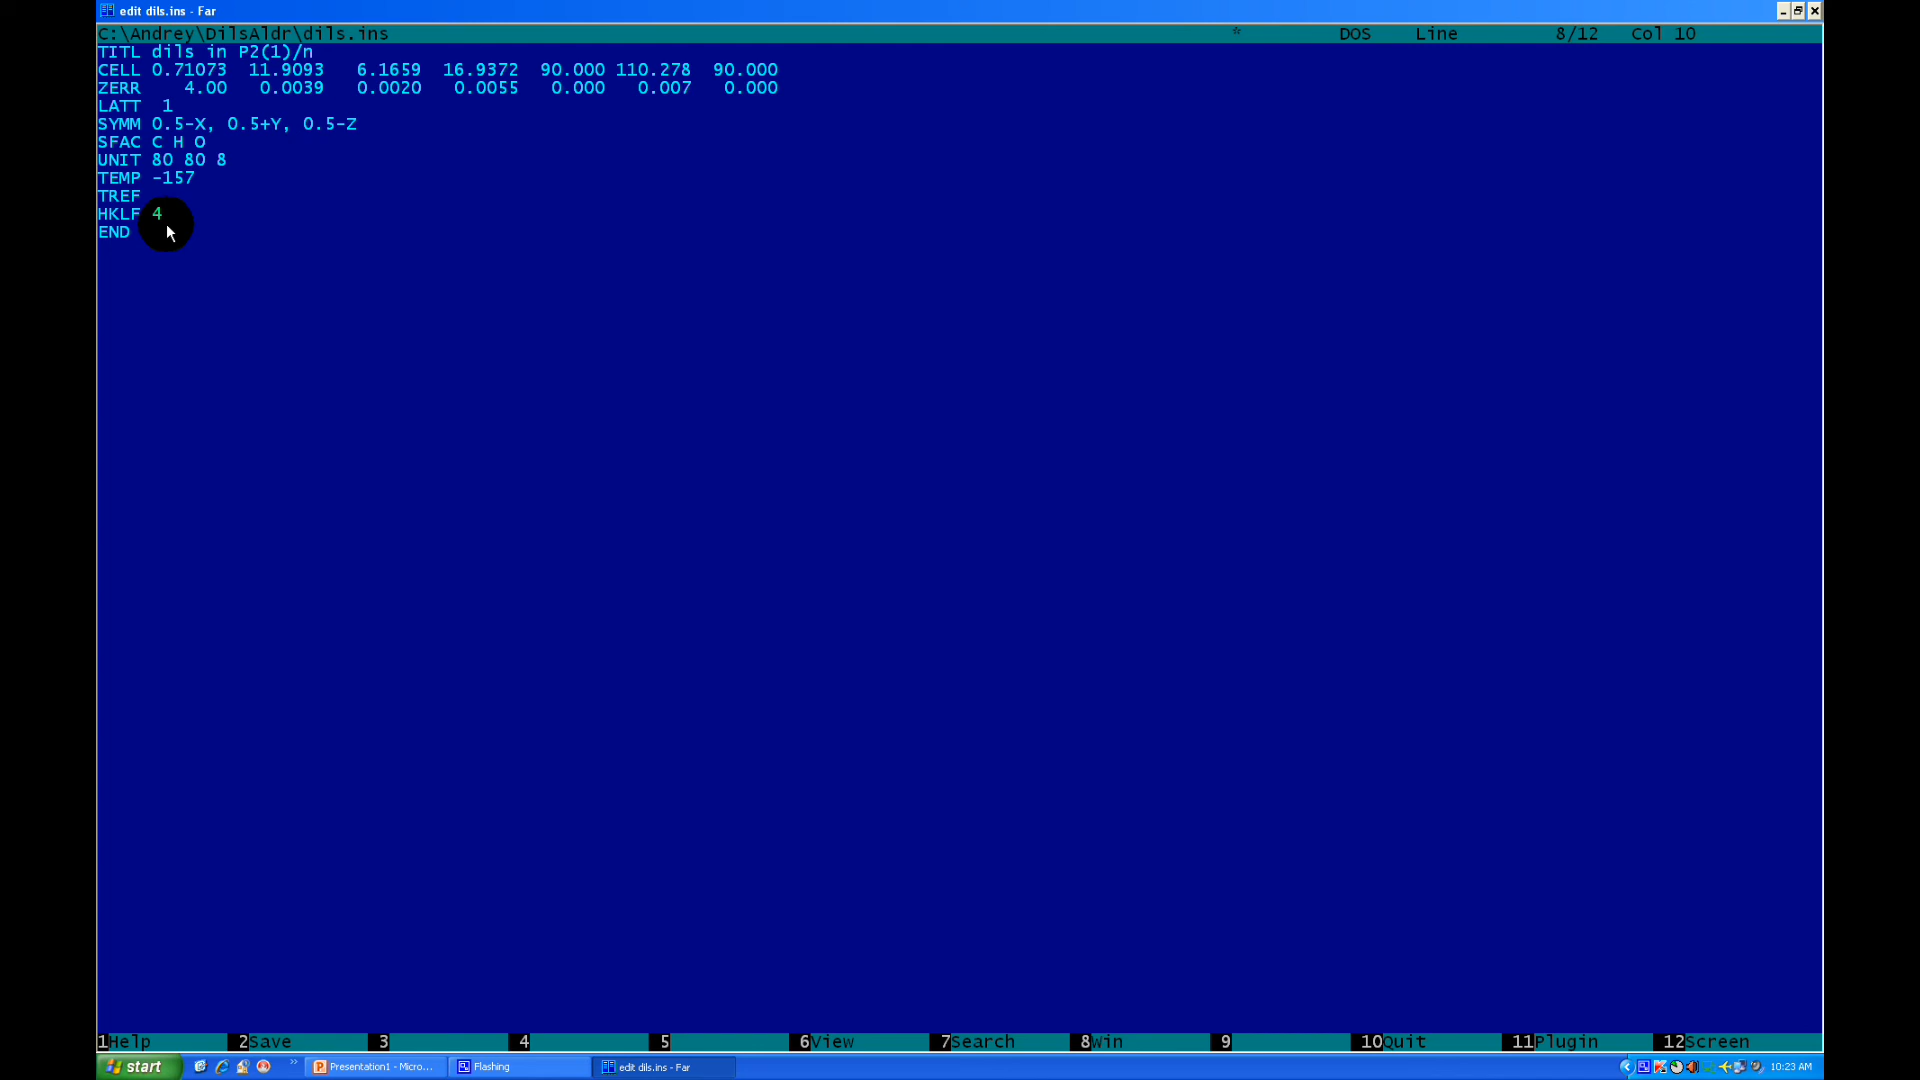 edit dils.ins - Far
C:\Andrey\DilsAldr\dils.ins * DOS Line 8/12 Col 10
TITL dils in P2(1)/n
CELL 0.71073 11.9093 6.1659 16.9372 90.000 110.278 90.000
ZERR 4.00 0.0039 0.0020 0.0055 0.000 0.007 0.000
LATT 1
SYMM 0.5-X, 0.5+Y, 0.5-Z
SFAC C H O
UNIT 80 80 8
TEMP -157
TREF
HKLF 4
END
1Help 2Save 3 4 5 6View 7Search 8Win 9 10Quit 11Plugin 12Screen
start Presentation1 - Micro... Flashing edit dils.ins - Far 10:23 AM